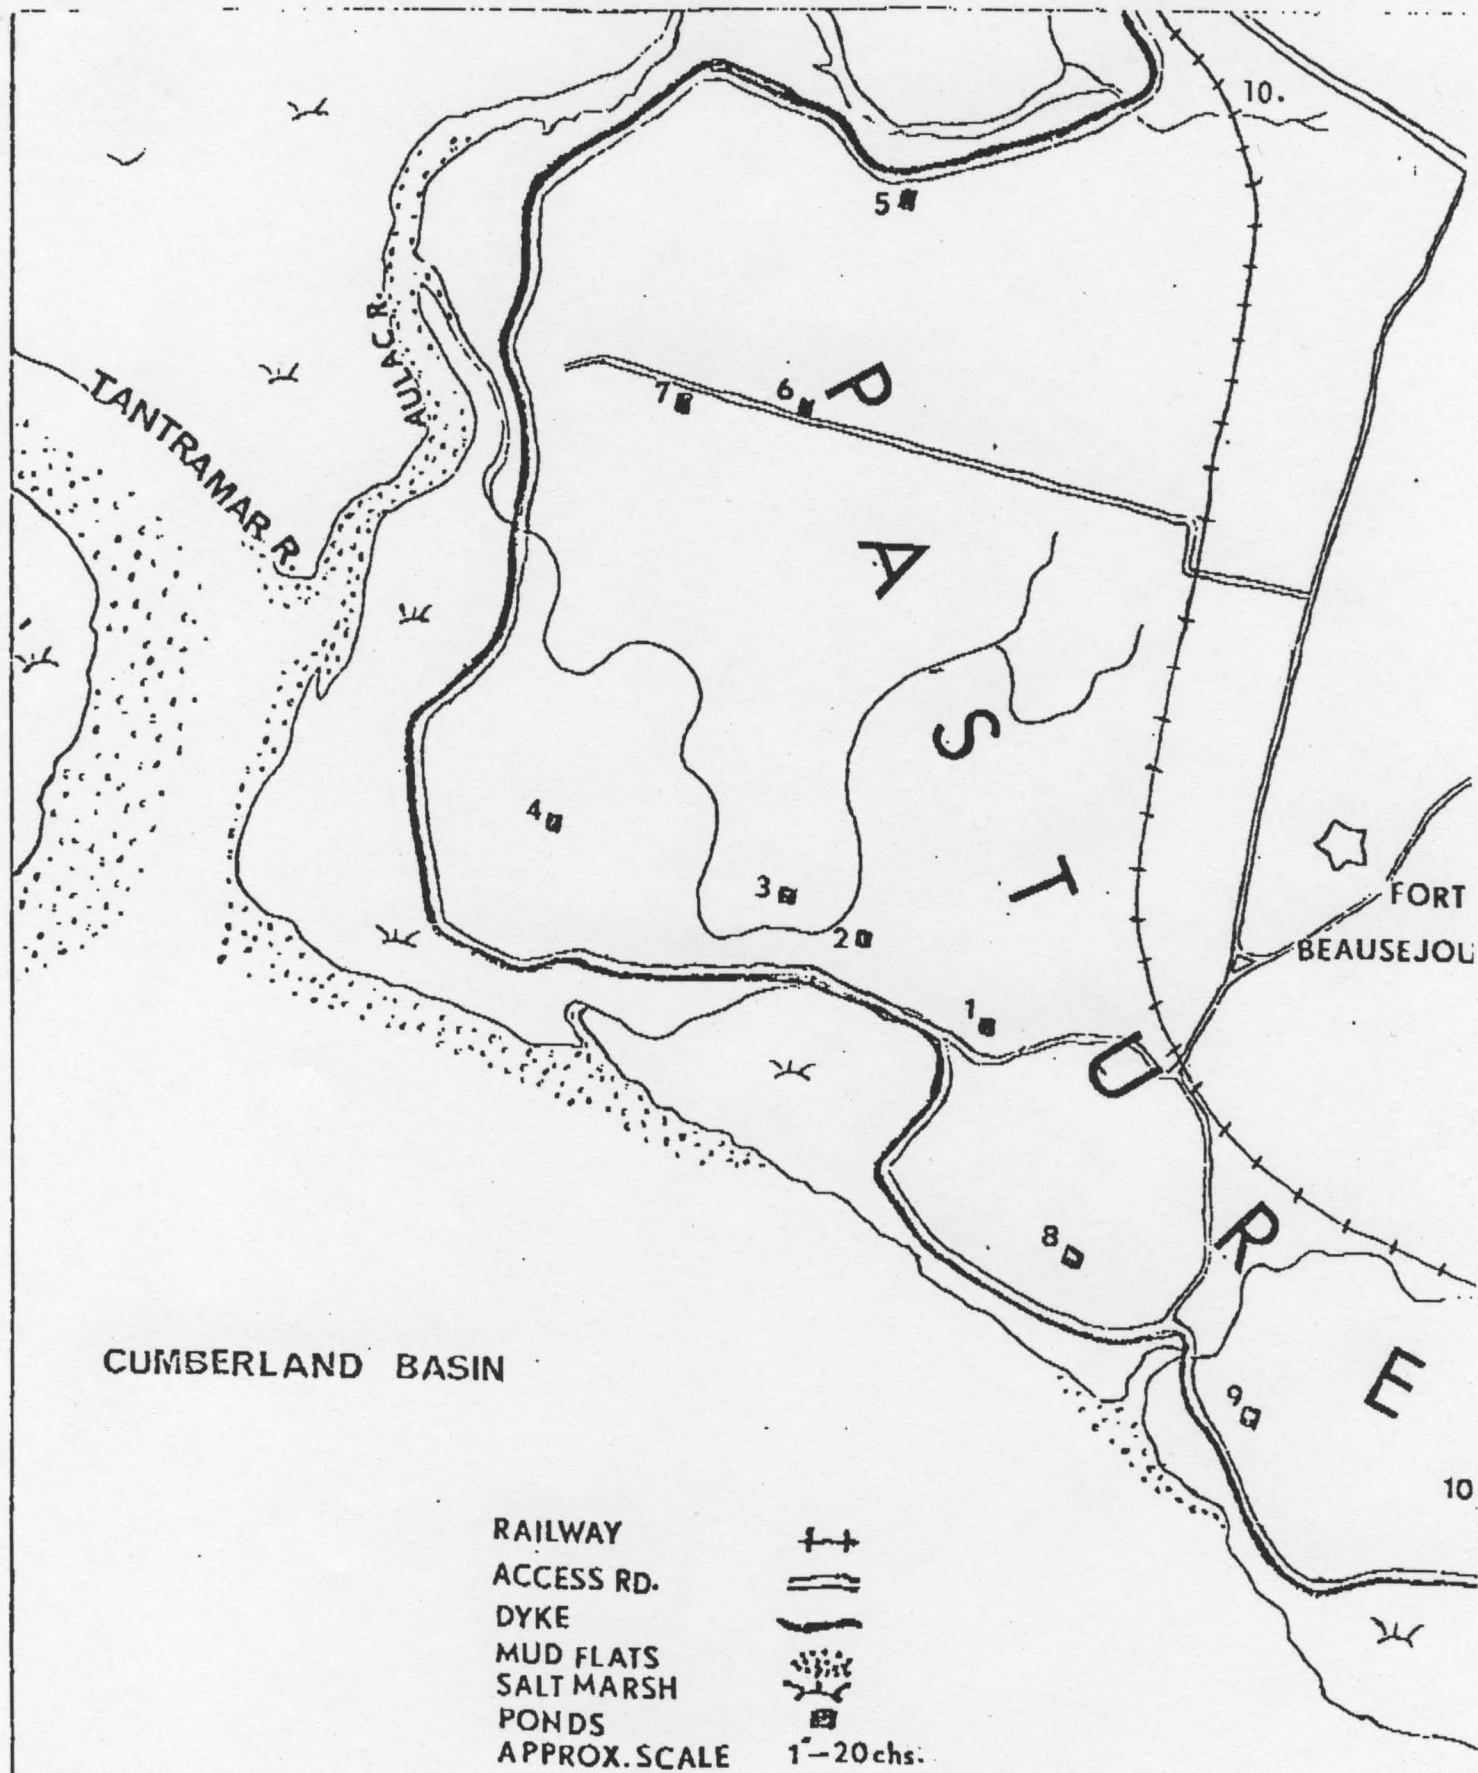 10.
5
AULAC R.
TANTRAMAR R.
7
6
P
A
S
T
U
R
E
4
3
2
1
FORT
BEAUSEJOU
8
9
10
CUMBERLAND BASIN
RAILWAY
ACCESS RD.
DYKE
MUD FLATS
SALT MARSH
PONDS
APPROX. SCALE 1"-20chs.